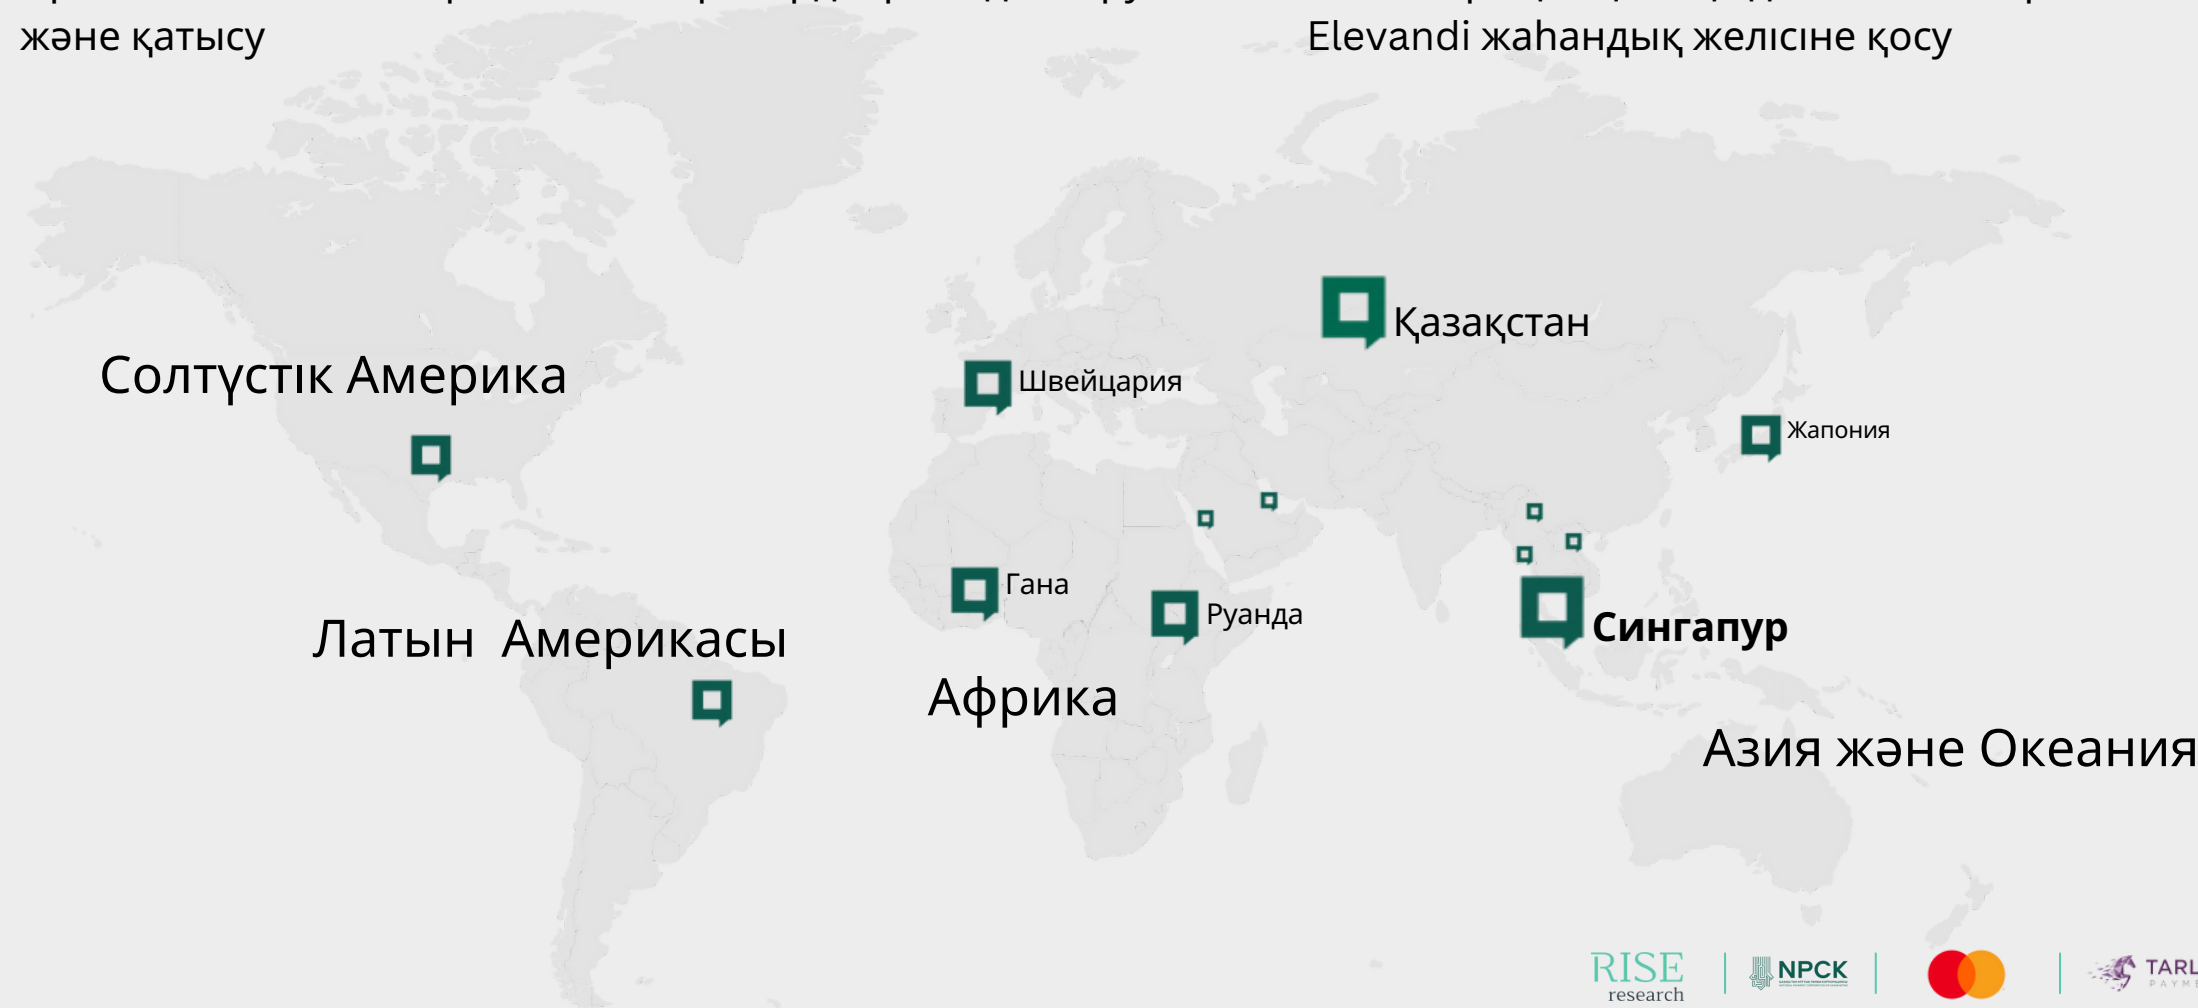 және қатысу
Elevandi жаһандық желісіне қосу
Қазақстан
Солтүстік Америка
Швейцария
Жапония
Гана
Руанда
Сингапур
Латын Америкасы
Африка
Азия және Океания
RISE
research
NPCK